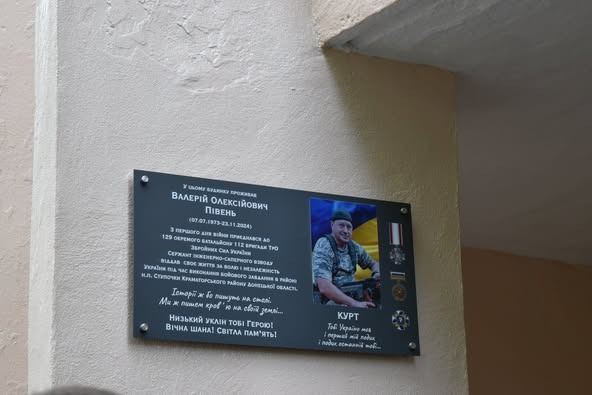 У цьому будинку проживав
Валерій Олексійович
Півень
(07.07.1973-23.11.2024)
З першого дня війни приєднався до
129 окремого батальйону 112 бригади ТрО
Збройних Сил України
Сержант інженерно-саперного взводу
віддав своє життя за волю і незалежність
України під час виконання бойового завдання в районі
н.п. Ступочки Краматорського району Донецької області.
Історії ж бо пишуть на столі.
Ми ж пишем кров'ю на своїй землі...
Низький уклін тобі Герою!
Вічна шана! Світла пам'ять!
КУРТ
Тобі Україно моя
і перший мій подих
і подих останній тобі...